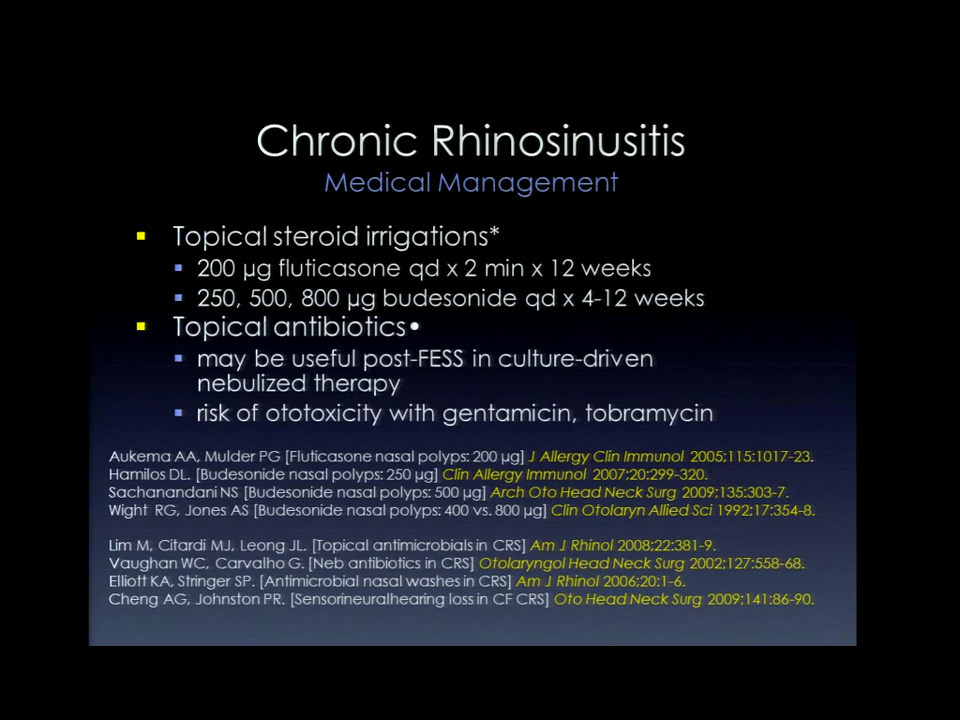 Chronic Rhinosinusitis
Medical Management
▪ Topical steroid irrigations*
▪ 200 µg fluticasone qd x 2 min x 12 weeks
▪ 250, 500, 800 µg budesonide qd x 4-12 weeks
▪ Topical antibiotics•
▪ may be useful post-FESS in culture-driven
nebulized therapy
▪ risk of ototoxicity with gentamicin, tobramycin
Aukema AA, Mulder PG [Fluticasone nasal polyps: 200 µg] J Allergy Clin Immunol 2005;115:1017-23.
Hamilos DL. [Budesonide nasal polyps: 250 µg] Clin Allergy Immunol 2007;20:299-320.
Sachanandani NS [Budesonide nasal polyps: 500 µg] Arch Oto Head Neck Surg 2009;135:303-7.
Wight RG, Jones AS [Budesonide nasal polyps: 400 vs. 800 µg] Clin Otolaryn Allied Sci 1992;17:354-8.
Lim M, Citardi MJ, Leong JL. [Topical antimicrobials in CRS] Am J Rhinol 2008;22:381-9.
Vaughan WC, Carvalho G. [Neb antibiotics in CRS] Otolaryngol Head Neck Surg 2002;127:558-68.
Elliott KA, Stringer SP. [Antimicrobial nasal washes in CRS] Am J Rhinol 2006;20:1-6.
Cheng AG, Johnston PR. [Sensorineuralhearing loss in CF CRS] Oto Head Neck Surg 2009;141:86-90.